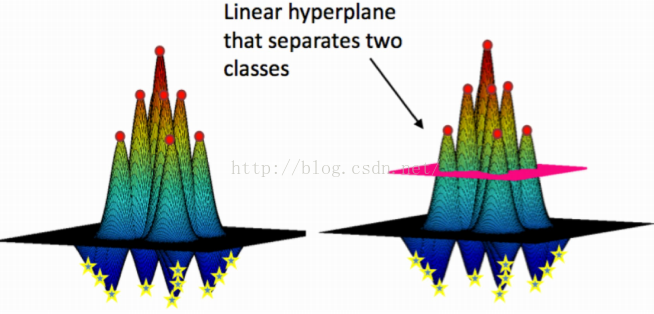 Linear hyperplane
that separates two
classes
http://blog.csdn.net/